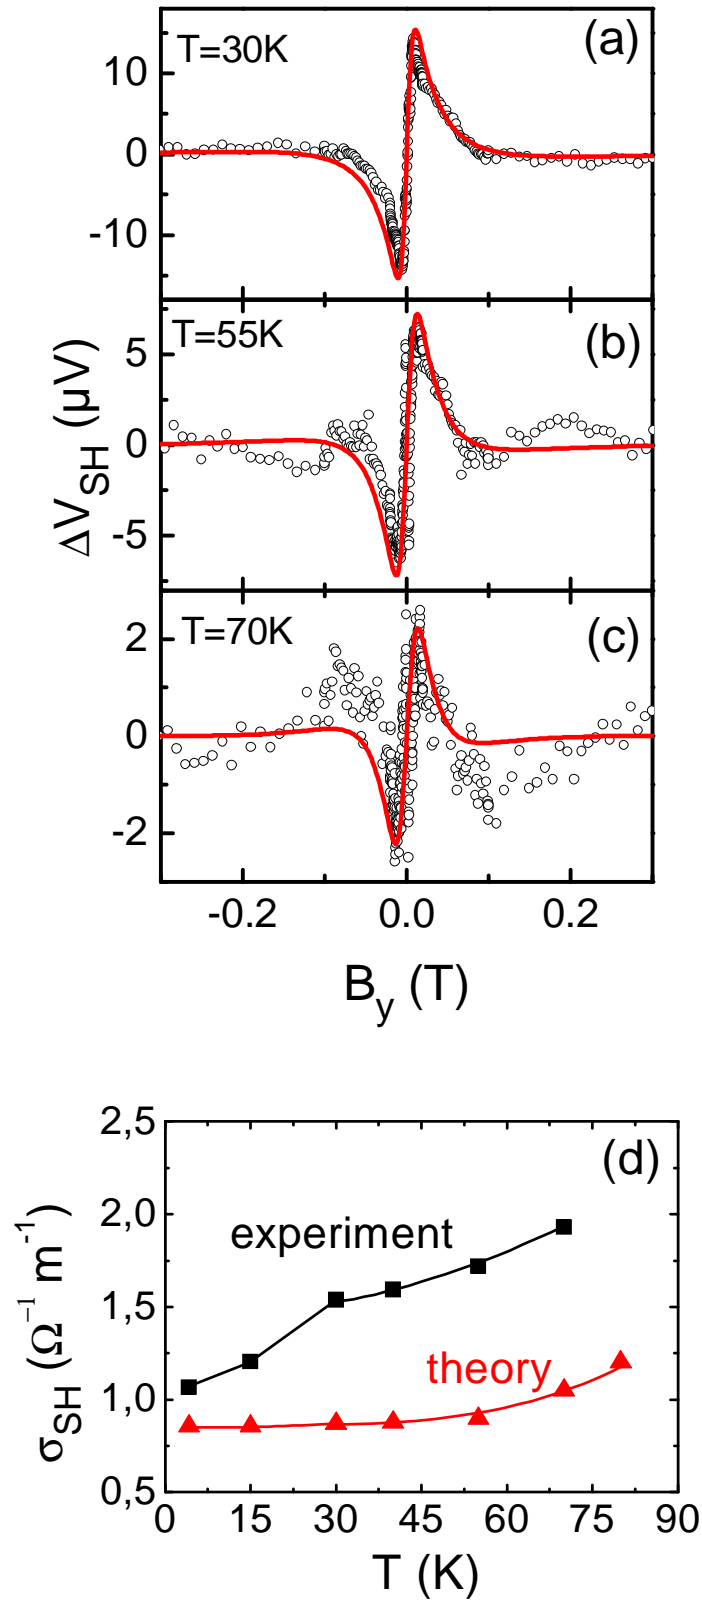 T=30K
(a)
10
0
-10
T=55K
(b)
5
0
-5
T=70K
(c)
2
0
-2
ΔV_SH (μV)
-0.2 0.0 0.2
B_y (T)
(d)
2,5
2,0
1,5
1,0
0,5
experiment
theory
σ_SH (Ω⁻¹ m⁻¹)
0 15 30 45 60 75 90
T (K)